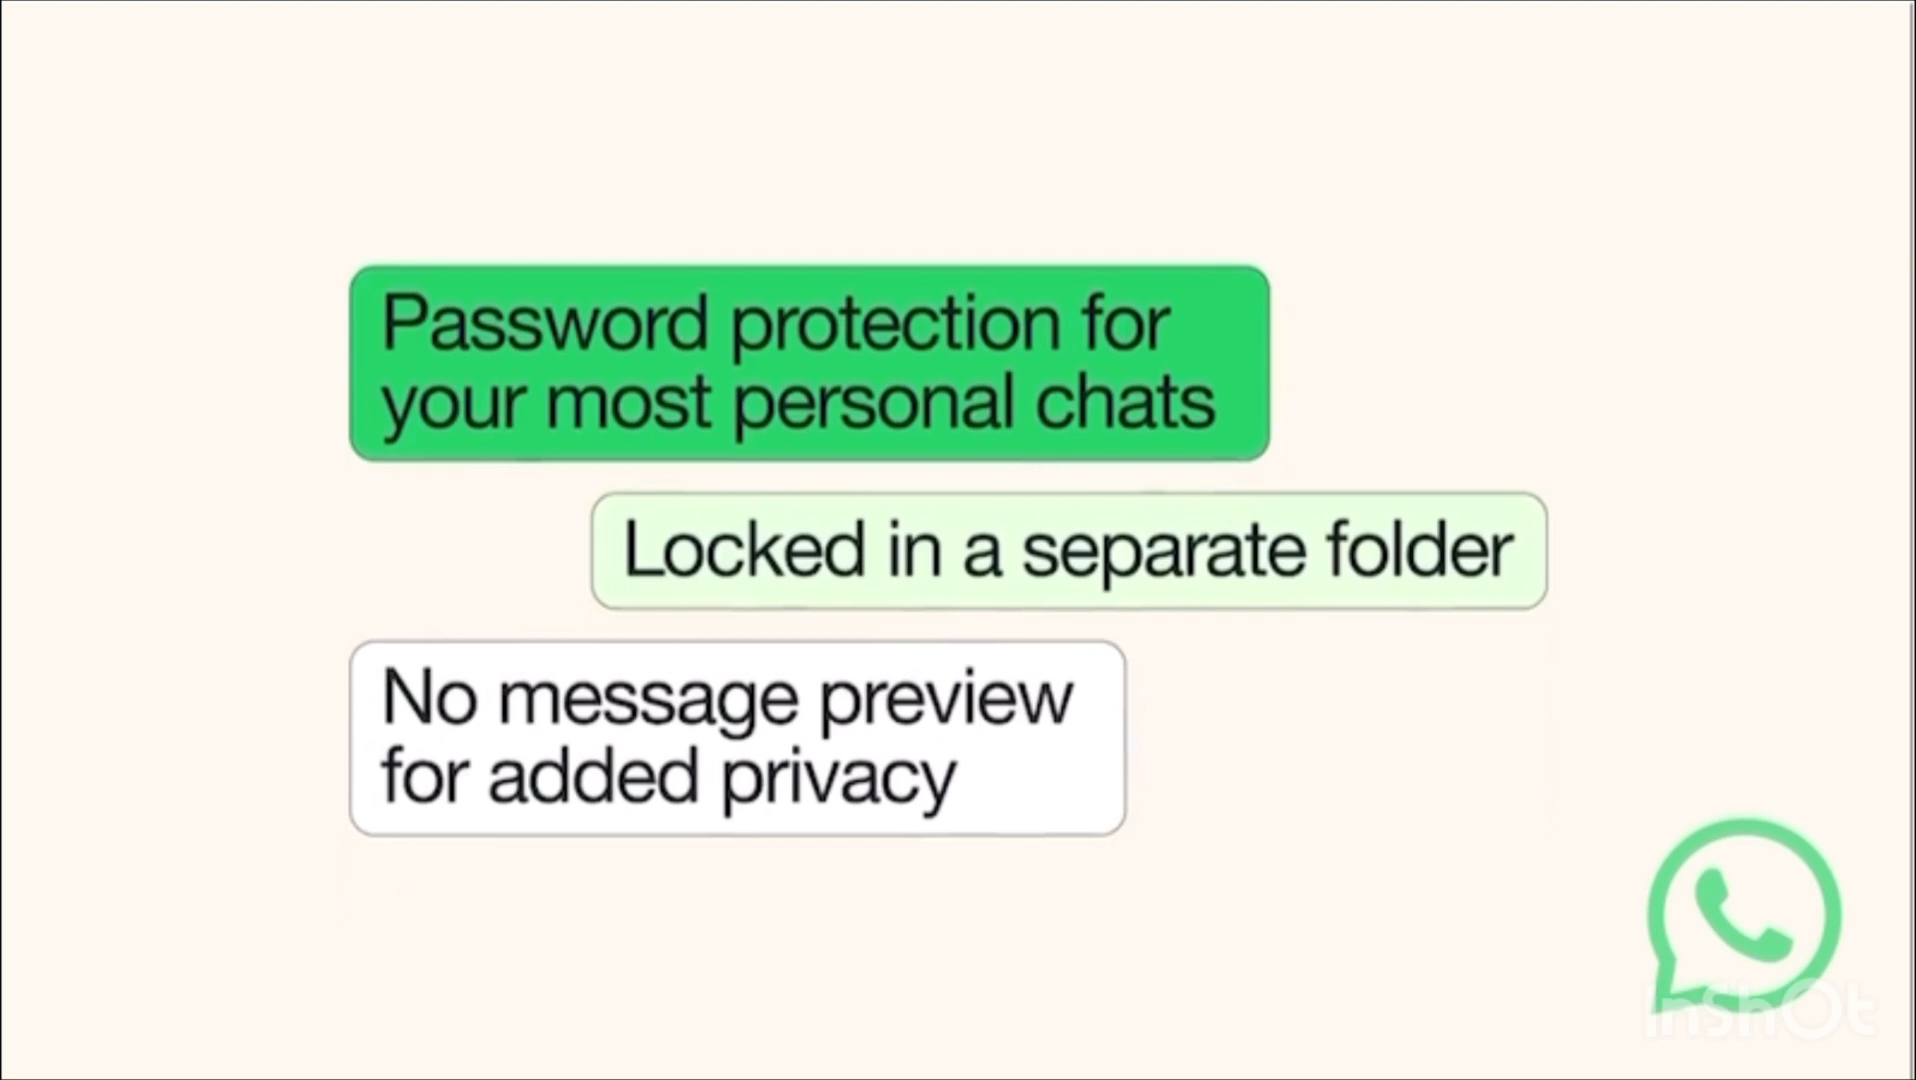 Password protection for
your most personal chats
Locked in a separate folder
No message preview
for added privacy
InShOt